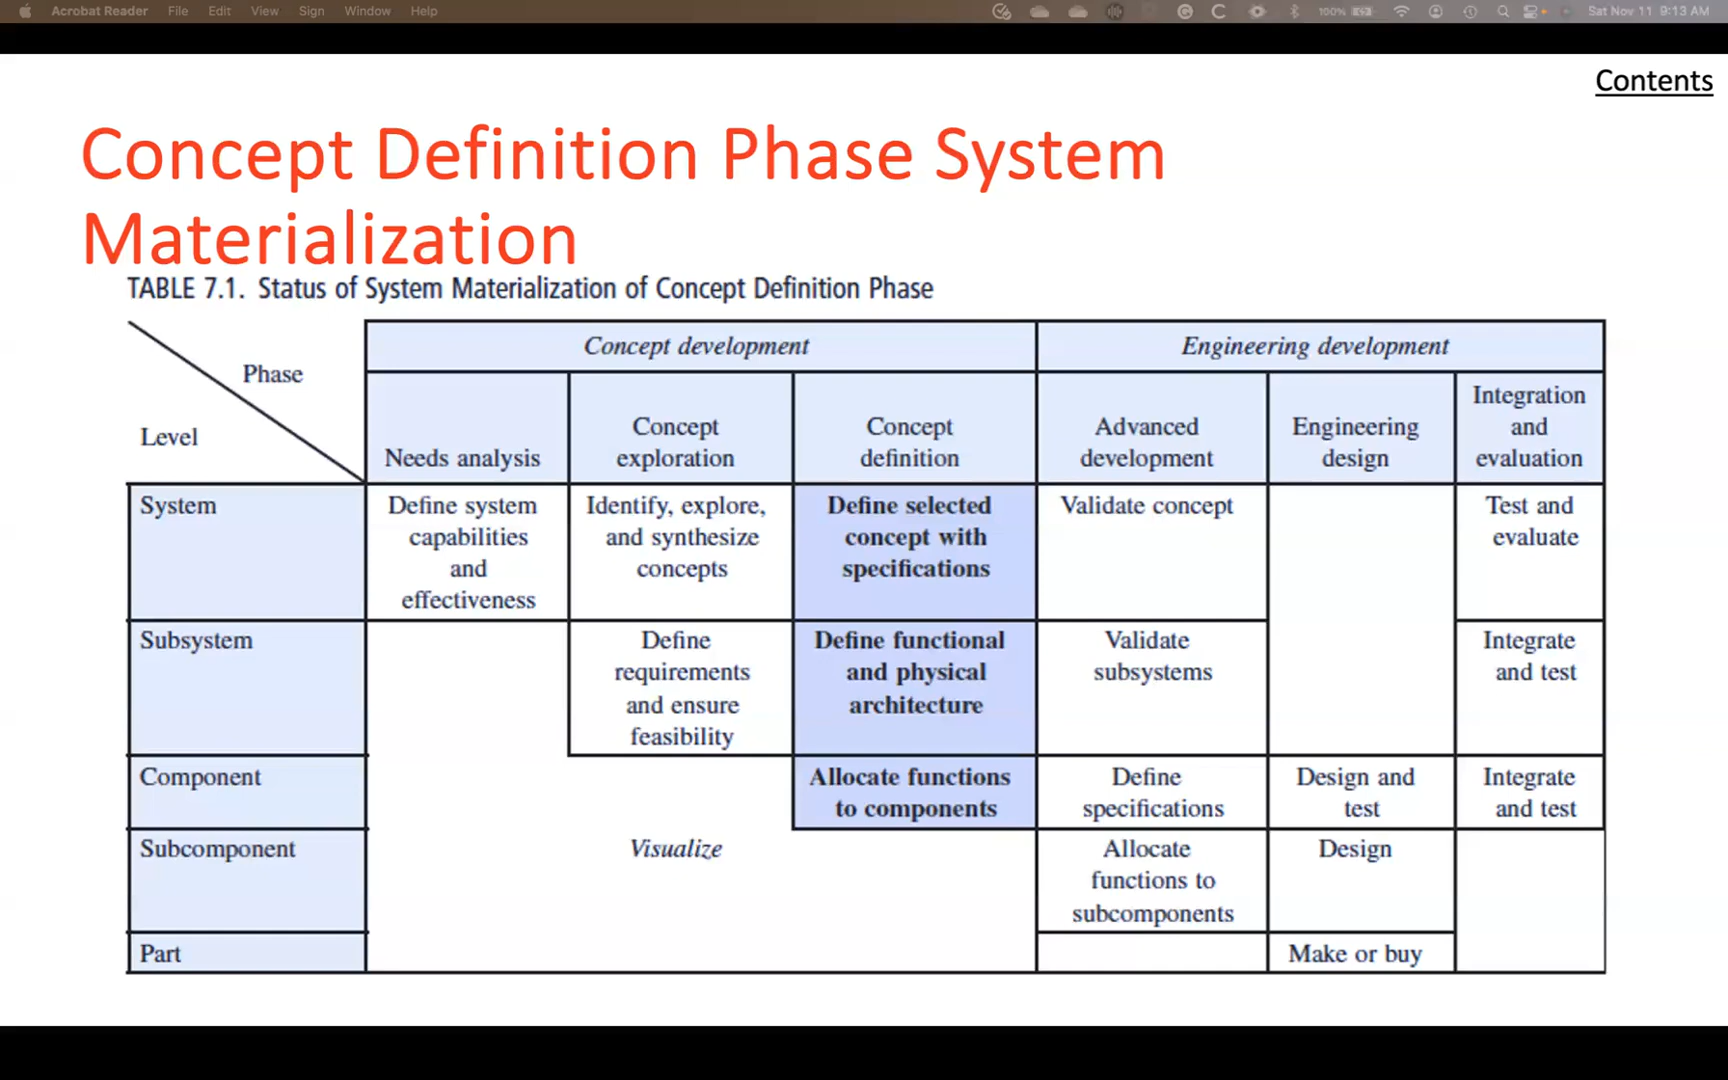 Acrobat Reader File Edit View Sign Window Help 100% Sat Nov 11 9:13 AM
Contents
Concept Definition Phase System
Materialization
TABLE 7.1. Status of System Materialization of Concept Definition Phase
Phase
Level
Concept development
Engineering development
Needs analysis
Concept
exploration
Concept
definition
Advanced
development
Engineering
design
Integration
and
evaluation
System
Define system
capabilities
and
effectiveness
Identify, explore,
and synthesize
concepts
Define selected
concept with
specifications
Validate concept
Test and
evaluate
Subsystem
Define
requirements
and ensure
feasibility
Define functional
and physical
architecture
Validate
subsystems
Integrate
and test
Component
Allocate functions
to components
Define
specifications
Design and
test
Integrate
and test
Subcomponent
Visualize
Allocate
functions to
subcomponents
Design
Part
Make or buy